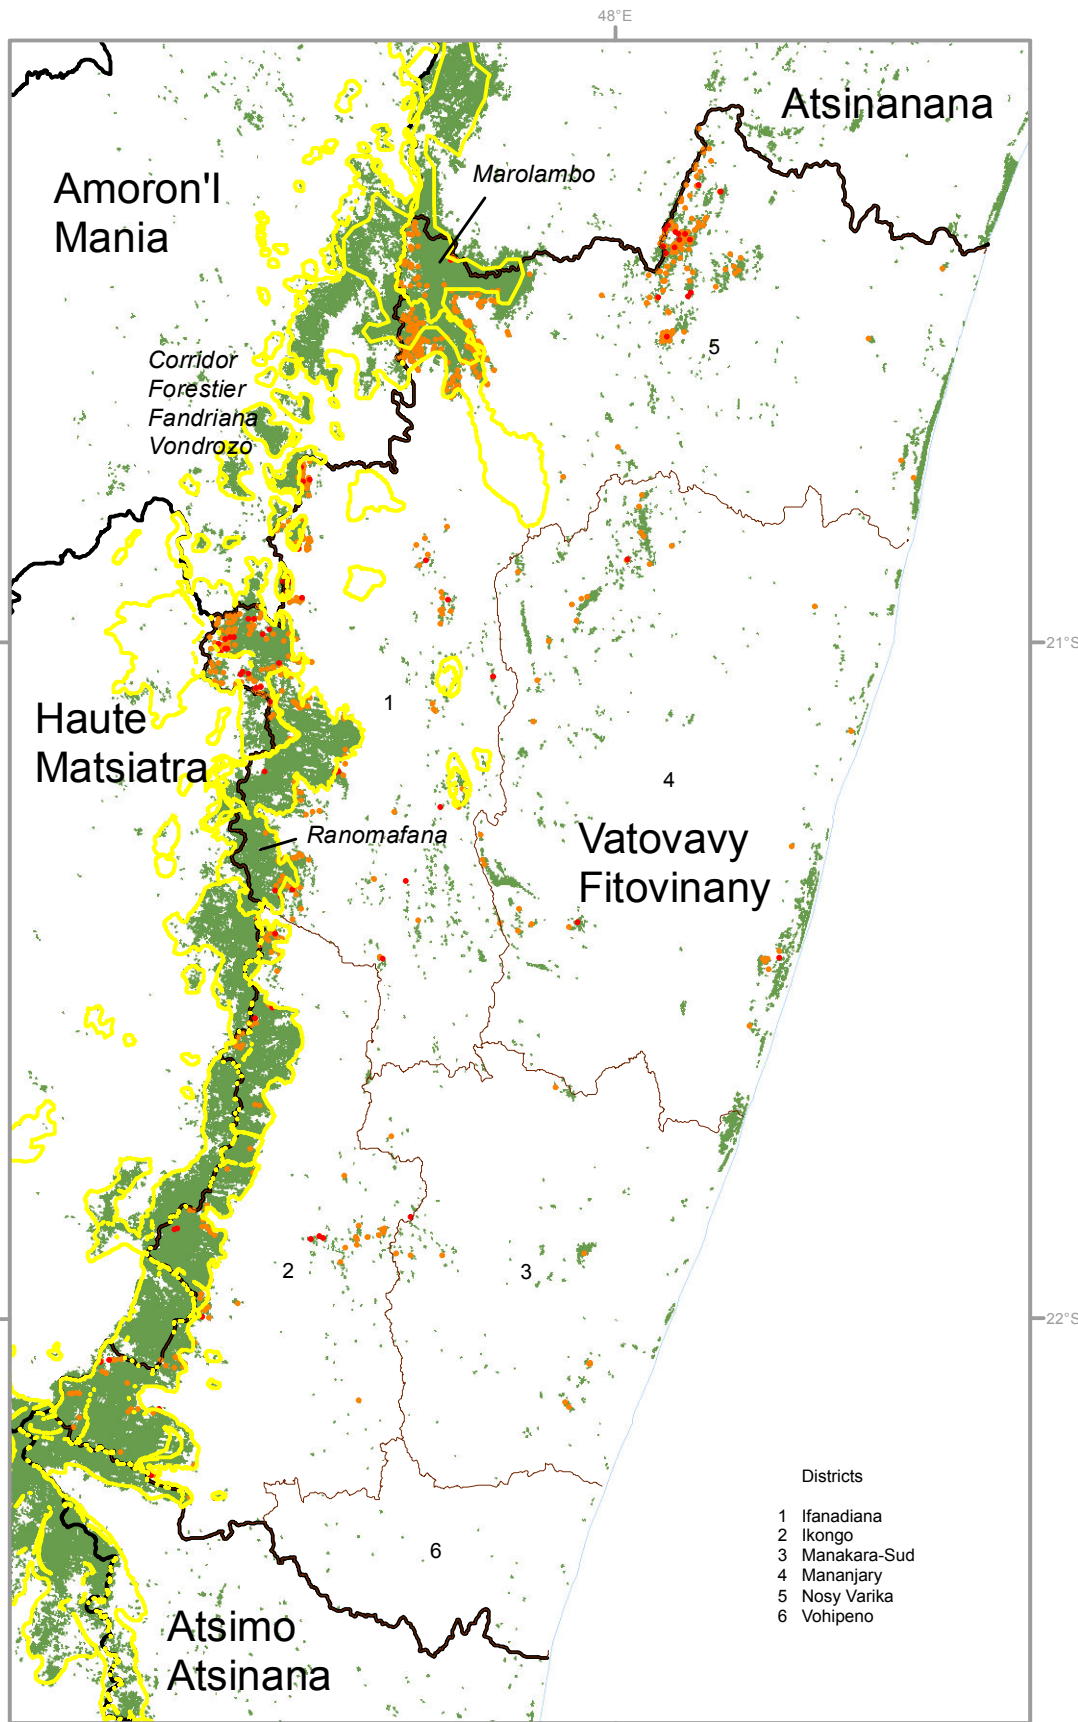 48°E
Atsinanana
Amoron'I
Mania
Marolambo
5
Corridor
Forestier
Fandriana
Vondrozo
21°S
1
Haute
Matsiatra
4
Ranomafana
Vatovavy
Fitovinany
2
3
22°S
Districts
1 Ifanadiana
2 Ikongo
3 Manakara-Sud
4 Mananjary
5 Nosy Varika
6 Vohipeno
6
Atsimo
Atsinana